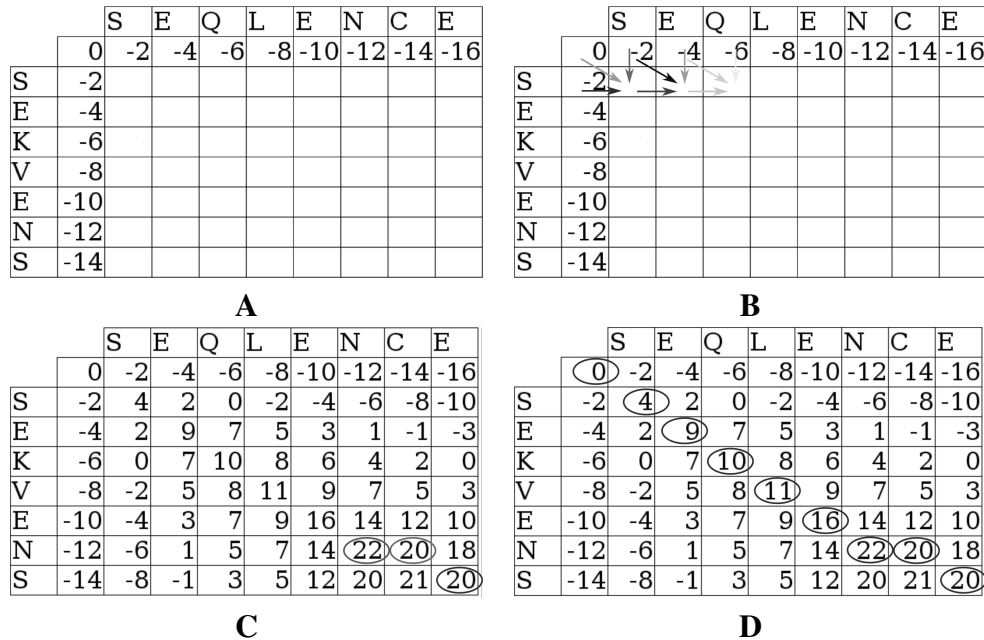 S E Q L E N C E
0 -2 -4 -6 -8 -10 -12 -14 -16
S -2
E -4
K -6
V -8
E -10
N -12
S -14
A
S E Q L E N C E
0 -2 -4 -6 -8 -10 -12 -14 -16
S -2
E -4
K -6
V -8
E -10
N -12
S -14
B
S E Q L E N C E
0 -2 -4 -6 -8 -10 -12 -14 -16
S -2 4 2 0 -2 -4 -6 -8 -10
E -4 2 9 7 5 3 1 -1 -3
K -6 0 7 10 8 6 4 2 0
V -8 -2 5 8 11 9 7 5 3
E -10 -4 3 7 9 16 14 12 10
N -12 -6 1 5 7 14 22 20 18
S -14 -8 -1 3 5 12 20 21 20
C
S E Q L E N C E
0 -2 -4 -6 -8 -10 -12 -14 -16
S -2 4 2 0 -2 -4 -6 -8 -10
E -4 2 9 7 5 3 1 -1 -3
K -6 0 7 10 8 6 4 2 0
V -8 -2 5 8 11 9 7 5 3
E -10 -4 3 7 9 16 14 12 10
N -12 -6 1 5 7 14 22 20 18
S -14 -8 -1 3 5 12 20 21 20
D